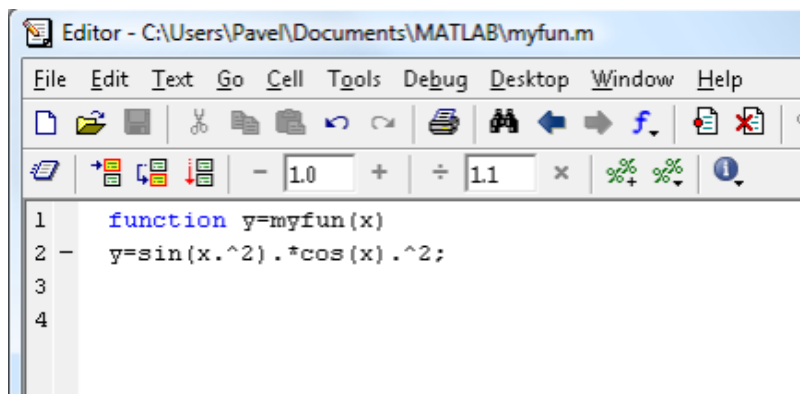 Editor - C:\Users\Pavel\Documents\MATLAB\myfun.m
File Edit Text Go Cell Tools Debug Desktop Window Help
- 1.0 + ÷ 1.1 ×
1 function y=myfun(x)
2 - y=sin(x.^2).*cos(x).^2;
3
4